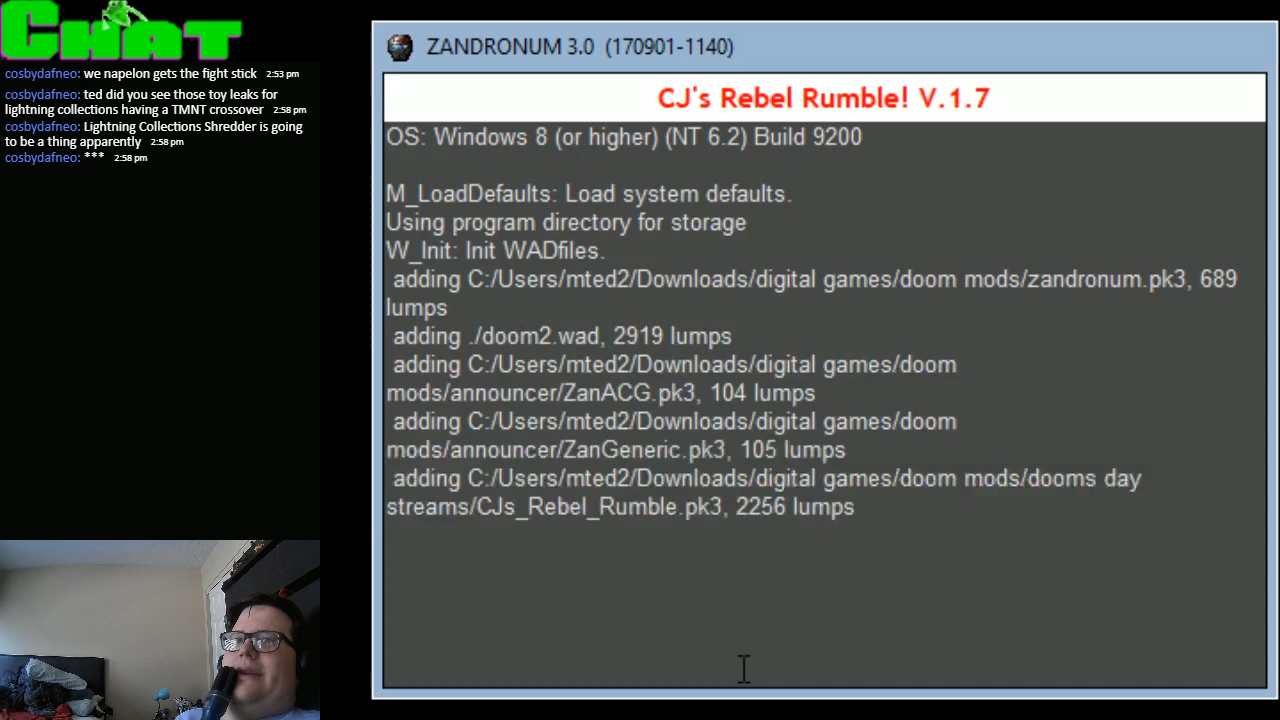 CHAT
cosbydafneo: we napelon gets the fight stick 2:53 pm
cosbydafneo: ted did you see those toy leaks for
lightning collections having a TMNT crossover 2:58 pm
cosbydafneo: Lightning Collections Shredder is going
to be a thing apparently 2:58 pm
cosbydafneo: *** 2:58 pm
ZANDRONUM 3.0 (170901-1140)
CJ's Rebel Rumble! V.1.7
OS: Windows 8 (or higher) (NT 6.2) Build 9200
M_LoadDefaults: Load system defaults.
Using program directory for storage
W_Init: Init WADfiles.
adding C:/Users/mted2/Downloads/digital games/doom mods/zandronum.pk3, 689
lumps
adding ./doom2.wad, 2919 lumps
adding C:/Users/mted2/Downloads/digital games/doom
mods/announcer/ZanACG.pk3, 104 lumps
adding C:/Users/mted2/Downloads/digital games/doom
mods/announcer/ZanGeneric.pk3, 105 lumps
adding C:/Users/mted2/Downloads/digital games/doom mods/dooms day
streams/CJs_Rebel_Rumble.pk3, 2256 lumps